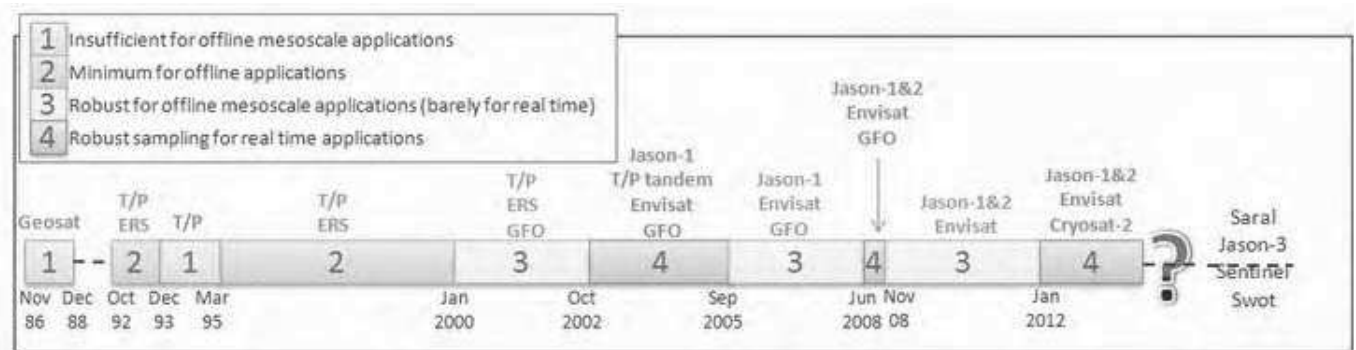 1 Insufficient for offline mesoscale applications
2 Minimum for offline applications
3 Robust for offline mesoscale applications (barely for real time)
4 Robust sampling for real time applications
Geosat
T/P
ERS
T/P
T/P
ERS
T/P
ERS
GFO
Jason-1
T/P tandem
Envisat
GFO
Jason-1
Envisat
GFO
Jason-1&2
Envisat
GFO
Jason-1&2
Envisat
Jason-1&2
Envisat
Cryosat-2
Saral
Jason-3
Sentinel
Swot
1 2 1 2 3 4 3 4 3 4 ?
Nov Dec Oct Dec Mar Jan Oct Sep Jun Nov Jan
86 88 92 93 95 2000 2002 2005 2008 08 2012